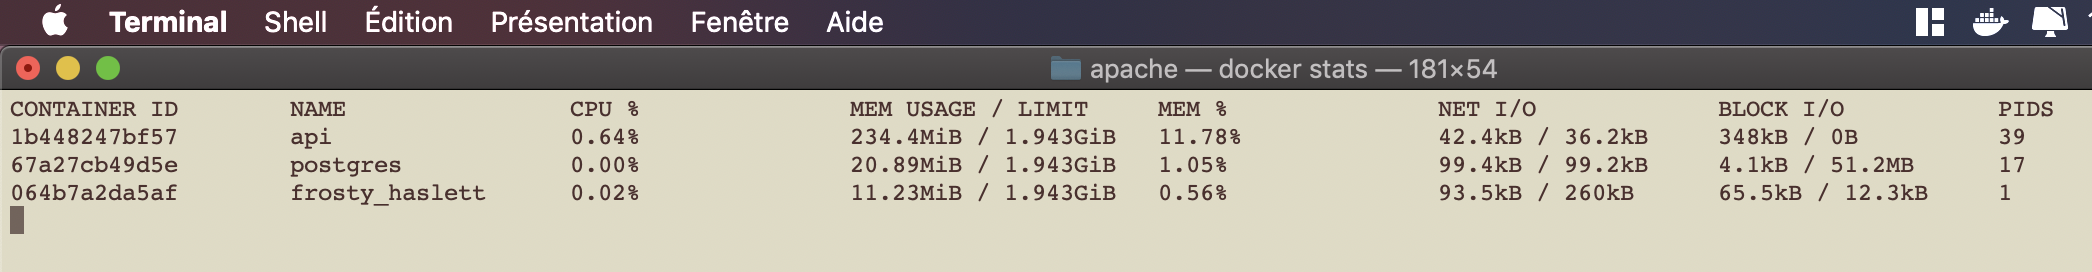 Terminal Shell Édition Présentation Fenêtre Aide
apache — docker stats — 181×54
CONTAINER ID NAME CPU % MEM USAGE / LIMIT MEM % NET I/O BLOCK I/O PIDS
1b448247bf57 api 0.64% 234.4MiB / 1.943GiB 11.78% 42.4kB / 36.2kB 348kB / 0B 39
67a27cb49d5e postgres 0.00% 20.89MiB / 1.943GiB 1.05% 99.4kB / 99.2kB 4.1kB / 51.2MB 17
064b7a2da5af frosty_haslett 0.02% 11.23MiB / 1.943GiB 0.56% 93.5kB / 260kB 65.5kB / 12.3kB 1